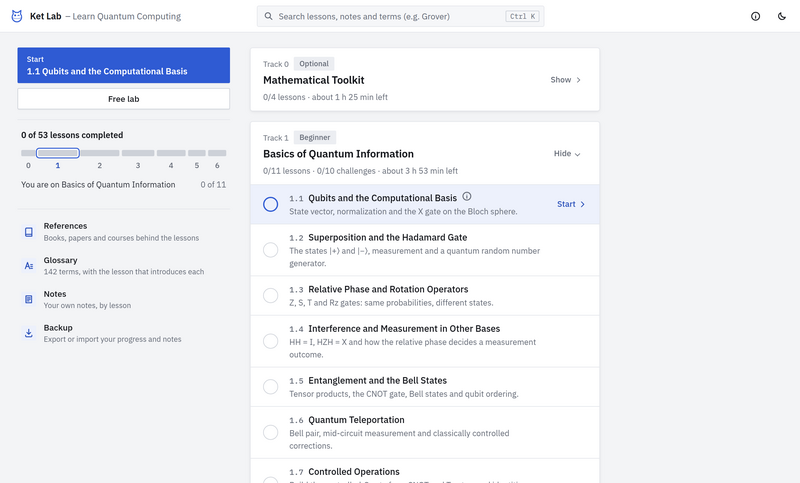 Ket Lab – Learn Quantum Computing
Search lessons, notes and terms (e.g. Grover)
Ctrl K
Start
1.1 Qubits and the Computational Basis
Free lab
0 of 53 lessons completed
0 1 2 3 4 5 6
You are on Basics of Quantum Information 0 of 11
References
Books, papers and courses behind the lessons
Glossary
142 terms, with the lesson that introduces each
Notes
Your own notes, by lesson
Backup
Export or import your progress and notes
Track 0 Optional
Mathematical Toolkit
0/4 lessons · about 1 h 25 min left
Show
Track 1 Beginner
Basics of Quantum Information
0/11 lessons · 0/10 challenges · about 3 h 53 min left
Hide
1.1 Qubits and the Computational Basis
State vector, normalization and the X gate on the Bloch sphere.
Start
1.2 Superposition and the Hadamard Gate
The states |+⟩ and |−⟩, measurement and a quantum random number
generator.
1.3 Relative Phase and Rotation Operators
Z, S, T and Rz gates: same probabilities, different states.
1.4 Interference and Measurement in Other Bases
HH = I, HZH = X and how the relative phase decides a measurement
outcome.
1.5 Entanglement and the Bell States
Tensor products, the CNOT gate, Bell states and qubit ordering.
1.6 Quantum Teleportation
Bell pair, mid-circuit measurement and classically controlled
corrections.
1.7 Controlled Operations